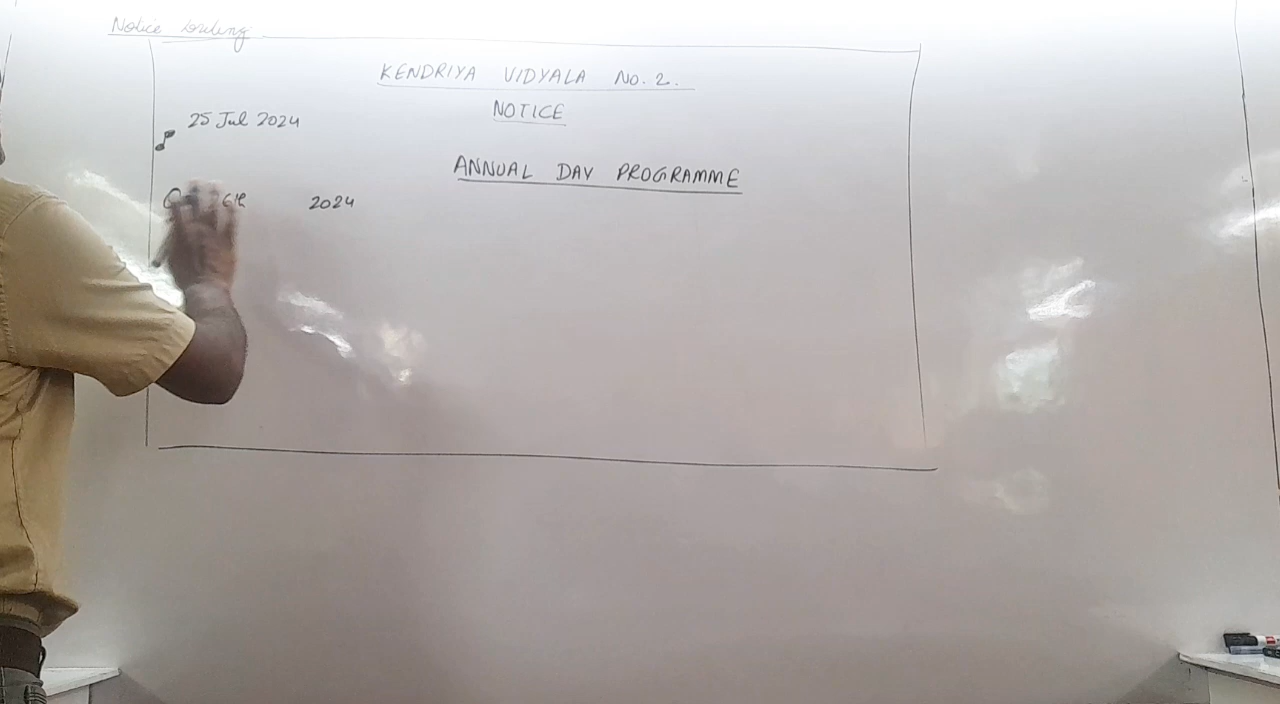 Notice Writing
KENDRIYA VIDYALA No. 2.
NOTICE
25 Jul 2024
ANNUAL DAY PROGRAMME
2024